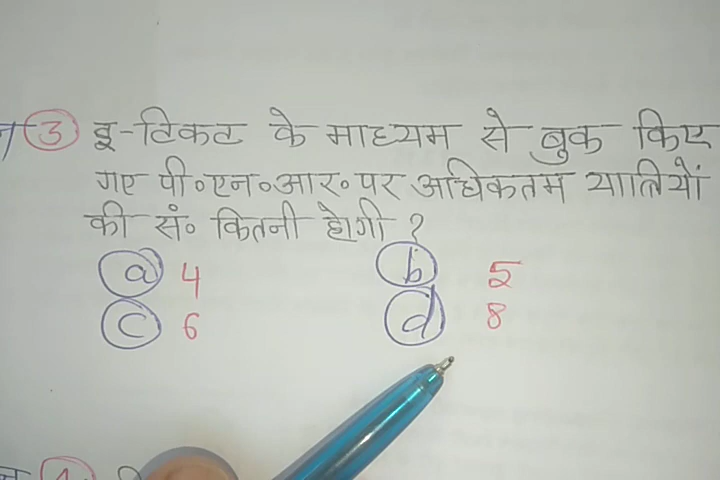 न 3 इ-टिकट के माध्यम से बुक किए
गए पी०एन०आर० पर अधिकतम यात्रियों
की सं० कितनी होगी ?
a 4 b 5
c 6 d 8